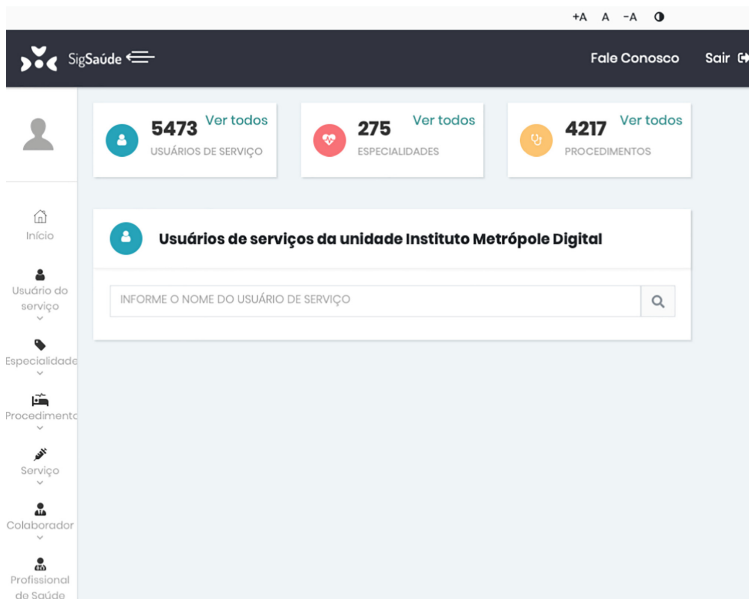 +A A -A
SigSaúde
Fale Conosco
Sair
5473
Ver todos
USUÁRIOS DE SERVIÇO
275
Ver todos
ESPECIALIDADES
4217
Ver todos
PROCEDIMENTOS
Início
Usuário do
serviço
Especialidade
Procedimento
Serviço
Colaborador
Profissional
de Saúde
Usuários de serviços da unidade Instituto Metrópole Digital
INFORME O NOME DO USUÁRIO DE SERVIÇO